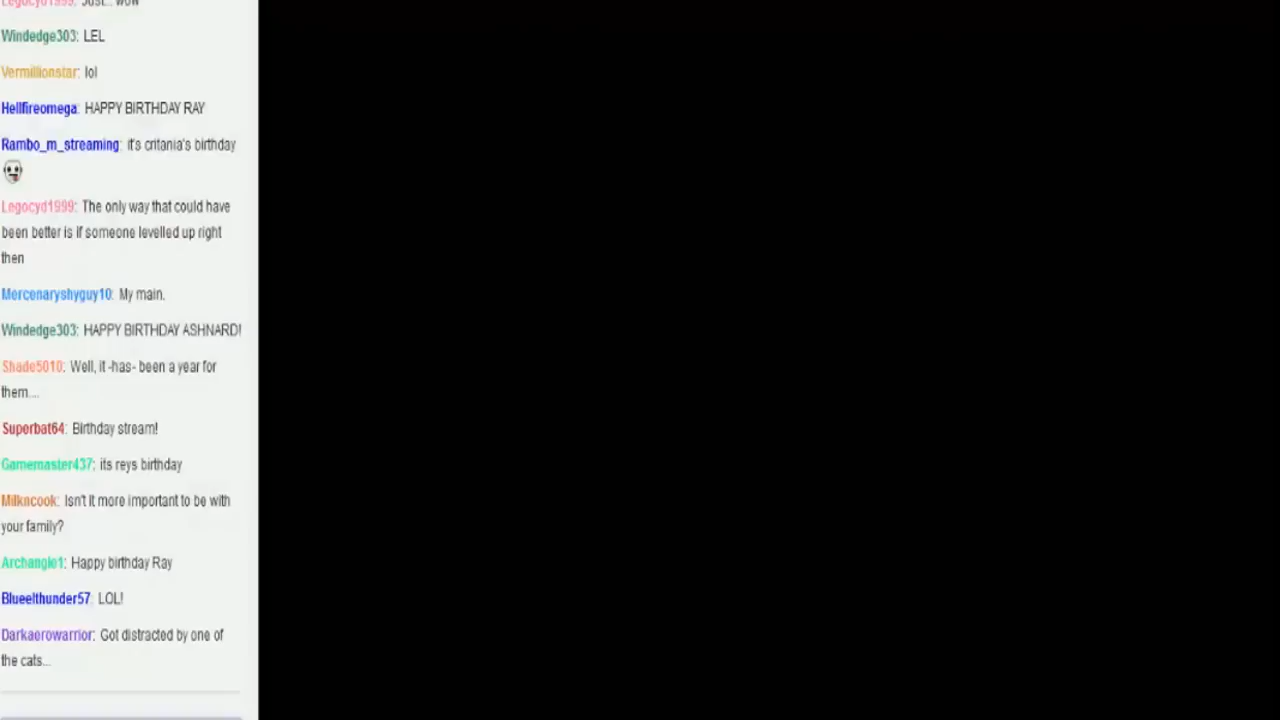 Legocyd1999: Just.. wow
Windedge303: LEL
Vermillionstar: lol
Hellfireomega: HAPPY BIRTHDAY RAY
Rambo_m_streaming: it's critania's birthday
Legocyd1999: The only way that could have
been better is if someone levelled up right
then
Mercenaryshyguy10: My main.
Windedge303: HAPPY BIRTHDAY ASHNARD!
Shade5010: Well, it -has- been a year for
them....
Superbat64: Birthday stream!
Gamemaster437: its reys birthday
Milkncook: Isn't it more important to be with
your family?
Archangle1: Happy birthday Ray
Blueelthunder57: LOL!
Darkaerowarrior: Got distracted by one of
the cats...